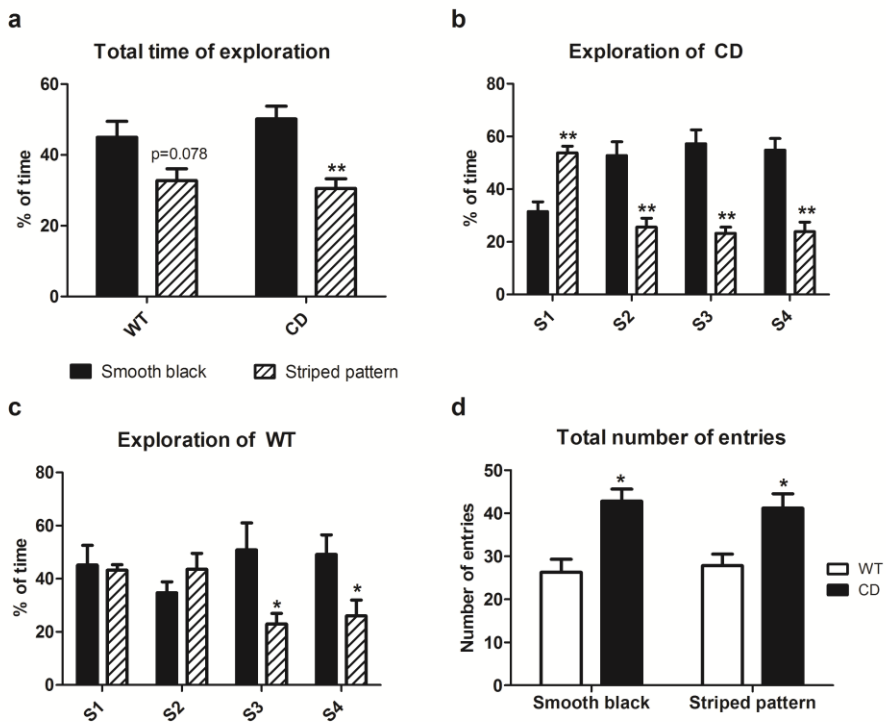 a
Total time of exploration
% of time
60
40
20
0
p=0.078
**
WT
CD
Smooth black
Striped pattern
b
Exploration of CD
% of time
80
60
40
20
0
**
**
**
**
S1
S2
S3
S4
c
Exploration of WT
% of time
80
60
40
20
0
*
*
S1
S2
S3
S4
d
Total number of entries
Number of entries
50
40
30
20
10
0
*
*
Smooth black
Striped pattern
WT
CD